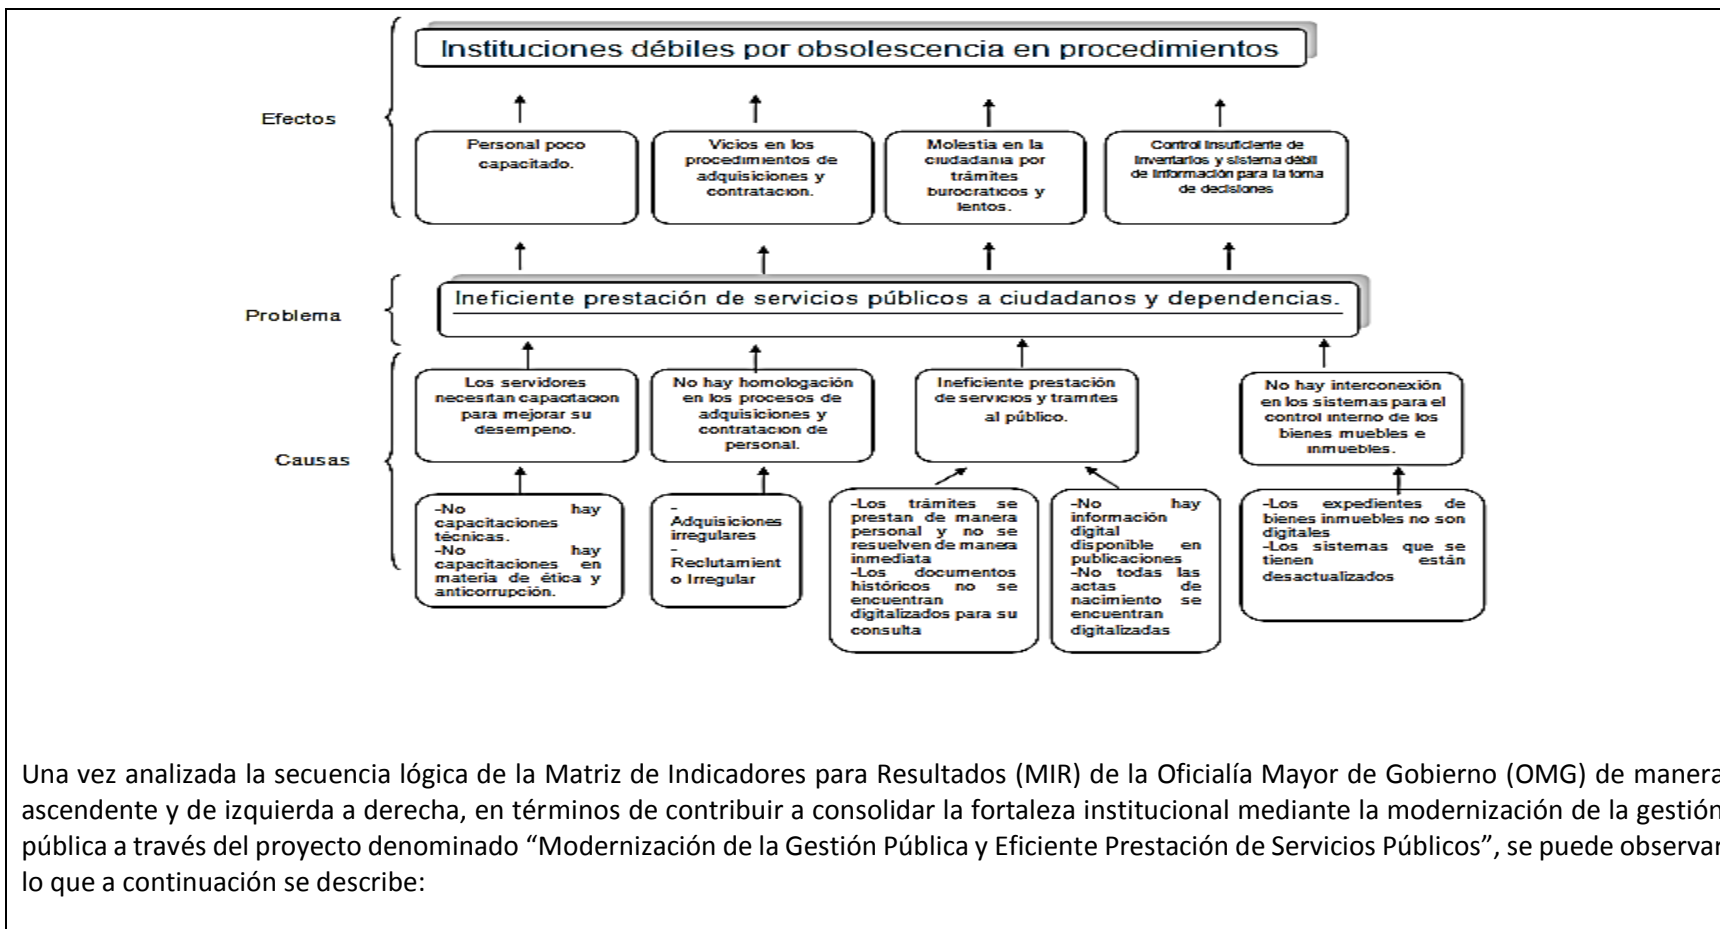 Instituciones débiles por obsolescencia en procedimientos
Efectos
Personal poco
capacitado.
Vicios en los
procedimientos de
adquisiciones y
contratacion.
Molestia en la
ciudadania por
trámites
burocraticos y
lentos.
Control Insuficiente de
Inventarios y sistema débil
de Información para la toma
de decisiones
Problema
Ineficiente prestación de servicios públicos a ciudadanos y dependencias.
Causas
Los servidores
necesitan capacitacion
para mejorar su
desempeno.
No hay homologación
en los procesos de
adquisiciones y
contratacion de
personal.
Ineficiente prestación
de servicios y tramites
al público.
No hay interconexión
en los sistemas para el
control interno de los
bienes muebles e
inmuebles.
-No hay
capacitaciones
técnicas.
-No hay
capacitaciones en
materia de ética y
anticorrupción.
-
Adquisiciones
irregulares
-
Reclutamient
o Irregular
-Los trámites se
prestan de manera
personal y no se
resuelven de manera
inmediata
-Los documentos
históricos no se
encuentran
digitalizados para su
consulta
-No hay
información
digital
disponible en
publicaciones
-No todas las
actas de
nacimiento se
encuentran
digitalizadas
-Los expedientes de
bienes inmuebles no son
digitales
-Los sistemas que se
tienen están
desactualizados
Una vez analizada la secuencia lógica de la Matriz de Indicadores para Resultados (MIR) de la Oficialía Mayor de Gobierno (OMG) de manera
ascendente y de izquierda a derecha, en términos de contribuir a consolidar la fortaleza institucional mediante la modernización de la gestión
pública a través del proyecto denominado “Modernización de la Gestión Pública y Eficiente Prestación de Servicios Públicos”, se puede observar
lo que a continuación se describe: